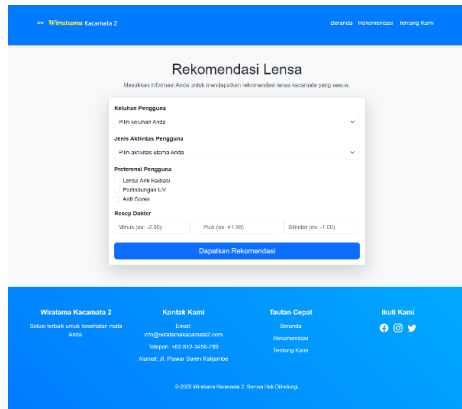 Wiratama Kacamata 2
Beranda Rekomendasi Tentang Kami
Rekomendasi Lensa
Masukkan informasi Anda untuk mendapatkan rekomendasi lensa kacamata yang sesuai.
Keluhan Pengguna
Pilih keluhan Anda
Jenis Aktivitas Pengguna
Pilih aktivitas utama Anda
Preferensi Pengguna
Lensa Anti Radiasi
Perlindungan UV
Anti Gores
Resep Dokter
Minus (ex: -2.00) Plus (ex: +1.00) Silinder (ex: -1.00)
Dapatkan Rekomendasi
Wiratama Kacamata 2 Kontak Kami Tautan Cepat Ikuti Kami
Solusi terbaik untuk kesehatan mata Anda.
Email:
info@wiratamakacamata2.com
Telepon: +62 812-3456-789
Alamat: Jl. Saren Kalijambe
Beranda
Rekomendasi
Tentang Kami
© 2025 Wiratama Kacamata 2. Semua Hak Dilindungi.